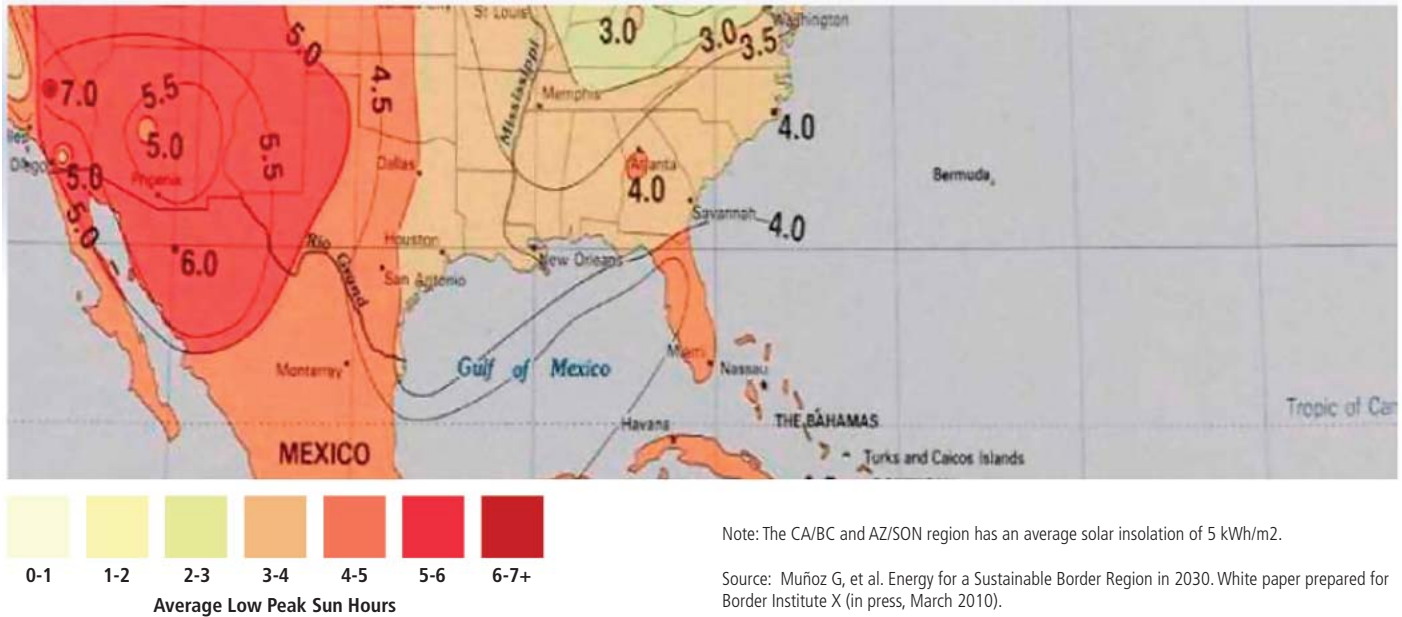 St Louis
Washington
5.0
3.0
3.0
3.5
4.5
7.0
5.5
Mississippi
Memphis
4.0
5.0
5.5
Diego
Dallas
Atlanta
5.0
Phoenix
4.0
Bermuda
5.0
Savannah
4.0
Rio Grand
Houston
6.0
New Orleans
San Antonio
Monterrey
Gulf of Mexico
Miami
Nassau
Tropic of Can
Havana
THE BAHAMAS
MEXICO
Turks and Caicos Islands
0-1 1-2 2-3 3-4 4-5 5-6 6-7+
Average Low Peak Sun Hours
Note: The CA/BC and AZ/SON region has an average solar insolation of 5 kWh/m2.
Source: Muñoz G, et al. Energy for a Sustainable Border Region in 2030. White paper prepared for
Border Institute X (in press, March 2010).